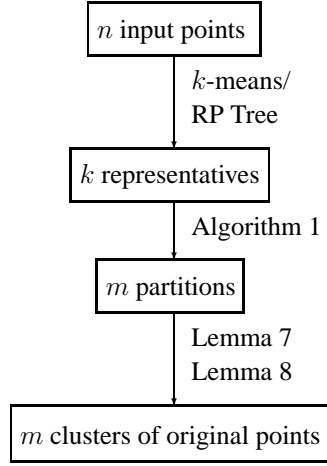 n input points
k-means/
RP Tree
k representatives
Algorithm 1
m partitions
Lemma 7
Lemma 8
m clusters of original points